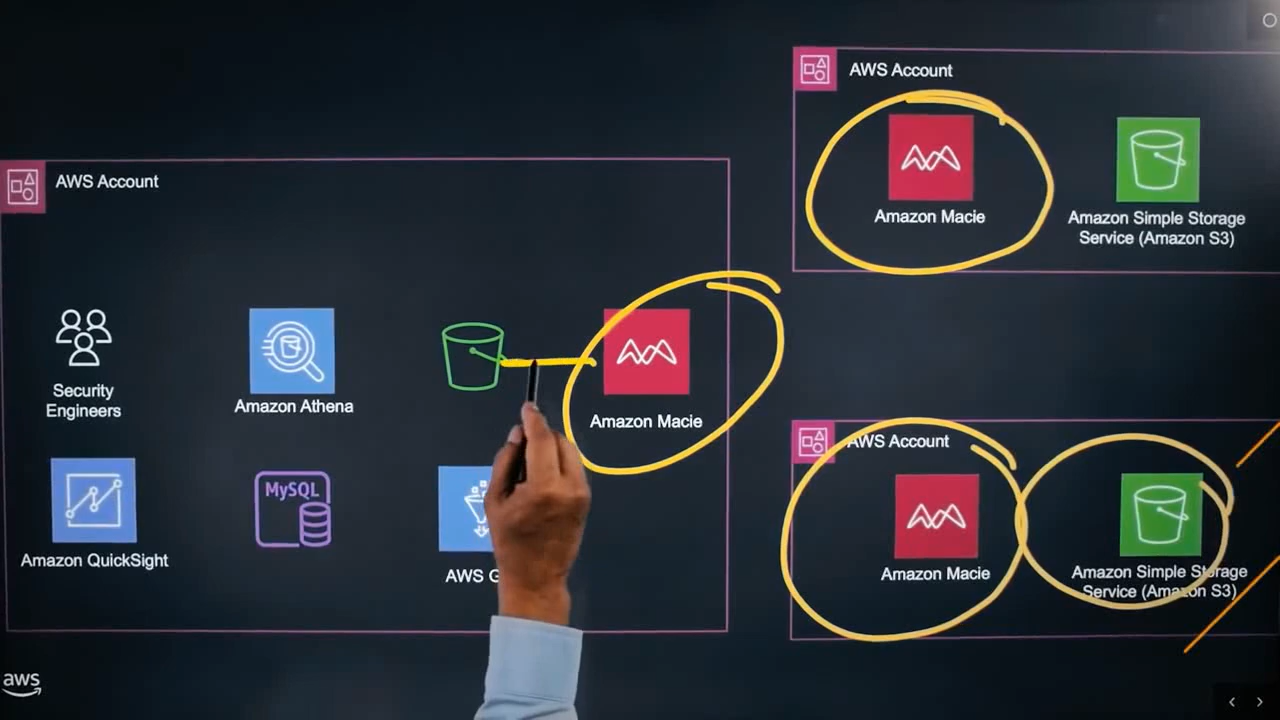 AWS Account
Amazon Macie
Amazon Simple Storage
Service (Amazon S3)
AWS Account
Security
Engineers
Amazon Athena
Amazon Macie
Amazon QuickSight
MySQL
AWS G
AWS Account
Amazon Macie
Amazon Simple Storage
Service (Amazon S3)
aws